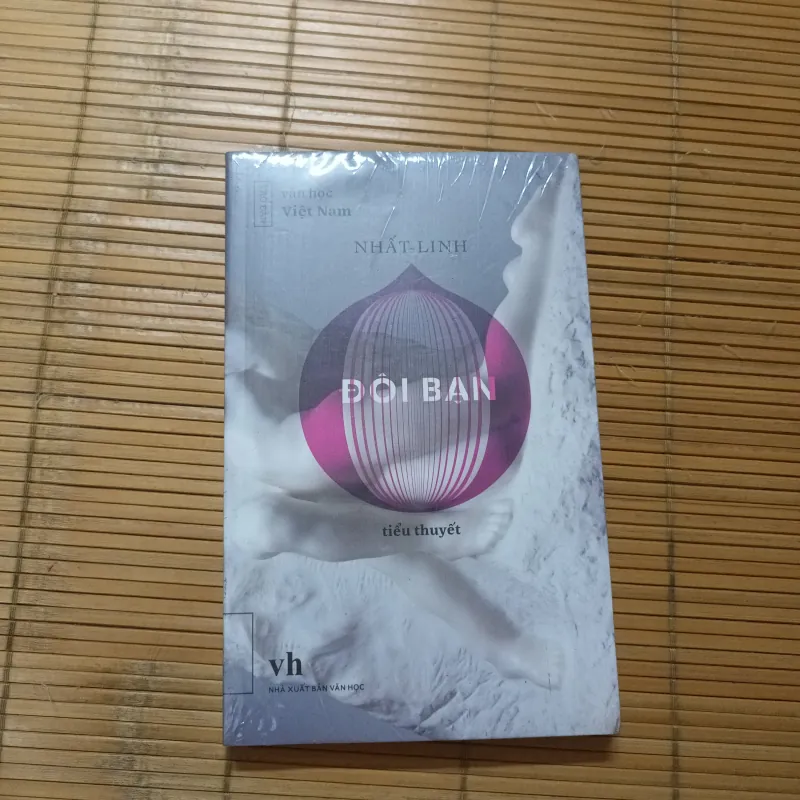 văn học
Việt Nam
NHẤT-LINH
ĐÔI BẠN
tiểu thuyết
vh
NHÀ XUẤT BẢN VĂN HỌC